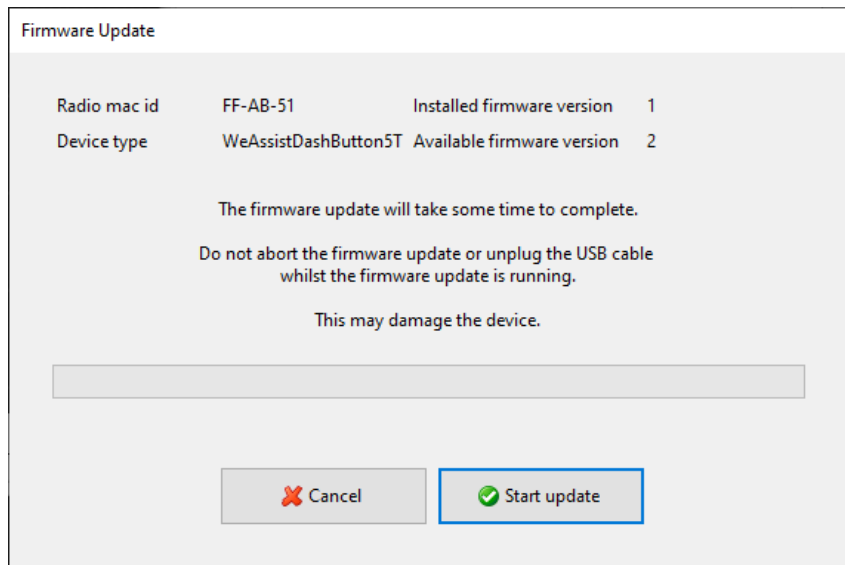 Firmware Update
Radio mac id FF-AB-51 Installed firmware version 1
Device type WeAssistDashButton5T Available firmware version 2
The firmware update will take some time to complete.
Do not abort the firmware update or unplug the USB cable
whilst the firmware update is running.
This may damage the device.
Cancel Start update